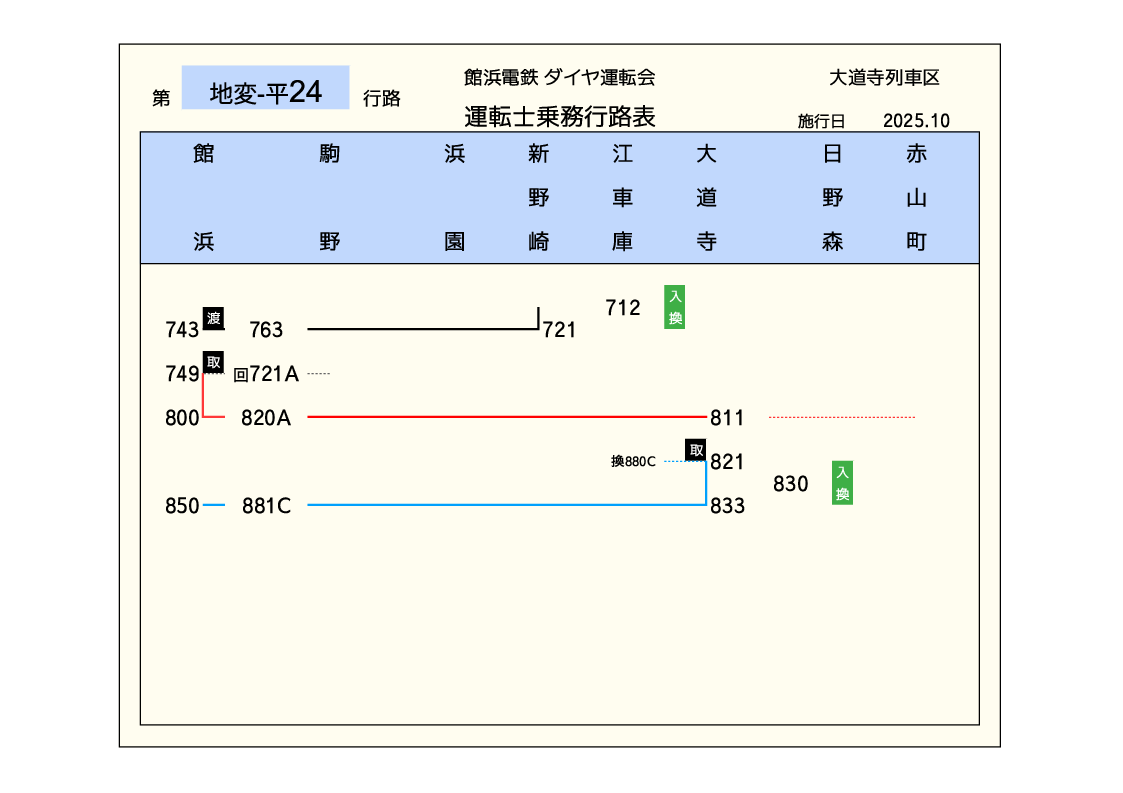 館浜電鉄 ダイヤ運転会
大道寺列車区
第 地変-平24 行路
運転士乗務行路表
施行日 2025.10
館浜 駒野 浜園 新野崎 江車庫 大道寺 日野森 赤山町
712 入換
743 渡 763 721
749 取 回721A
800 820A 811
換880C 取 821
830 入換
850 881C 833